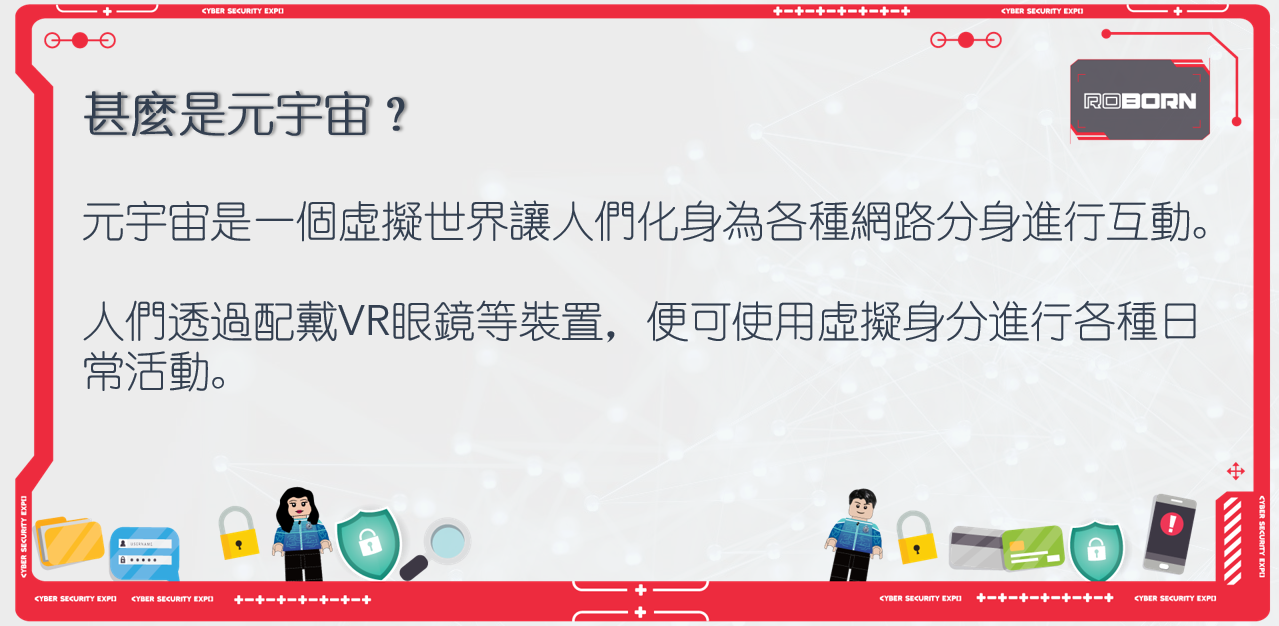 CYBER SECURITY EXPO
CYBER SECURITY EXPO
ROBORN
甚麼是元宇宙？
元宇宙是一個虛擬世界讓人們化身為各種網路分身進行互動。
人們透過配戴VR眼鏡等裝置，便可使用虛擬身分進行各種日
常活動。
CYBER SECURITY EXPO
CYBER SECURITY EXPO
USERNAME
CYBER SECURITY EXPO
CYBER SECURITY EXPO
CYBER SECURITY EXPO
CYBER SECURITY EXPO